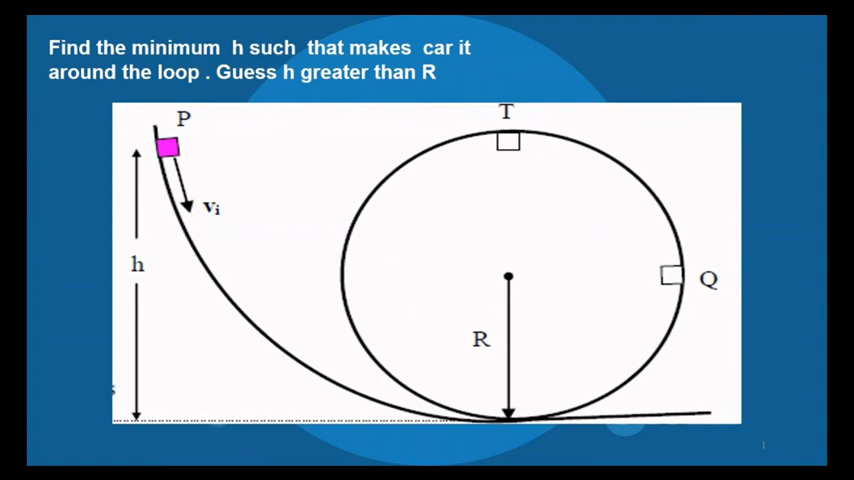 Find the minimum h such that makes car it
around the loop . Guess h greater than R
P
T
vi
h
Q
R
s
1